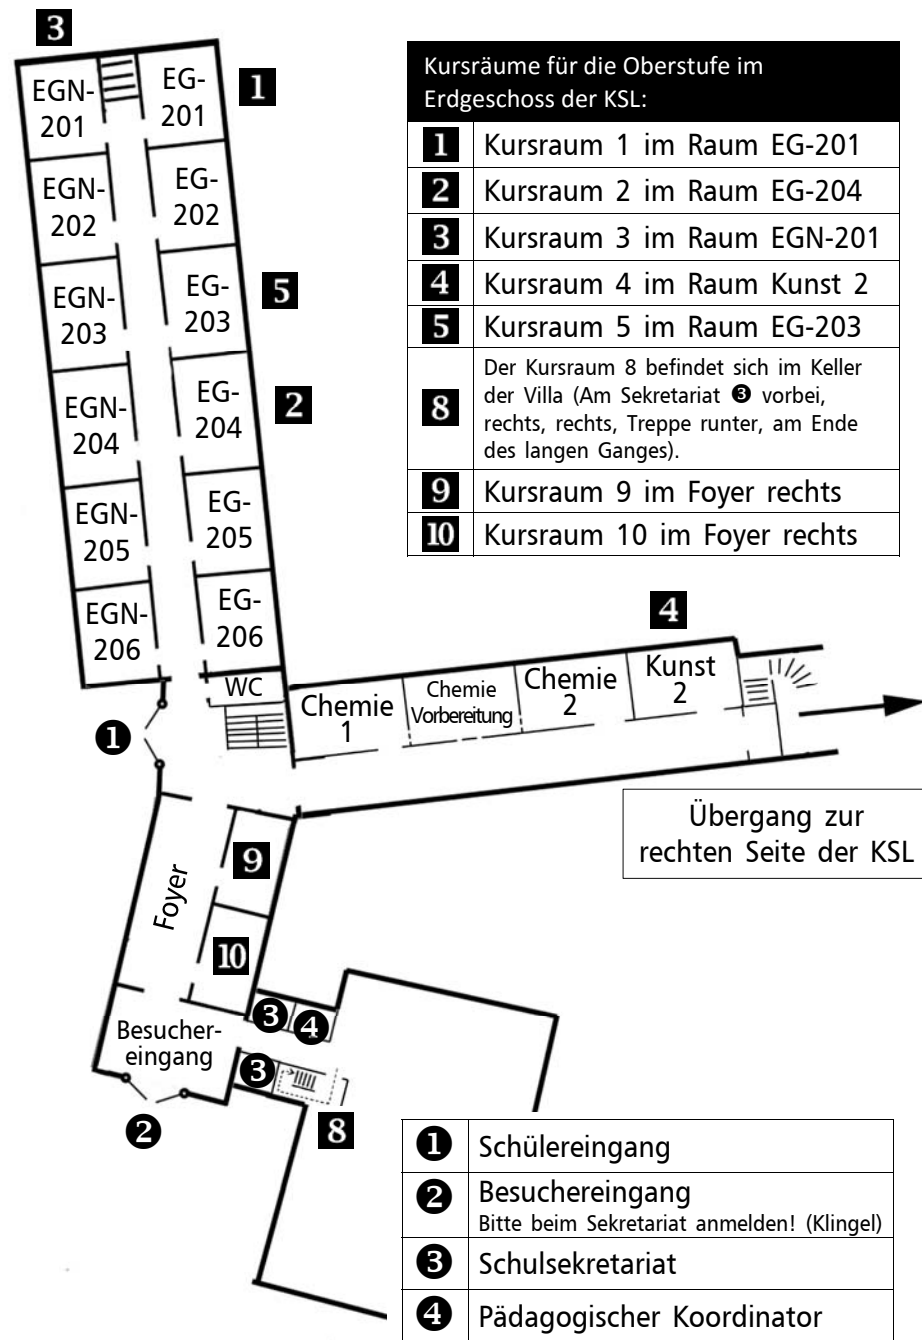 3
EGN-
201
EG-
201
1
EGN-
202
EG-
202
EGN-
203
EG-
203
5
EGN-
204
EG-
204
2
EGN-
205
EG-
205
EGN-
206
EG-
206
WC
Kursräume für die Oberstufe im
Erdgeschoss der KSL:
1 Kursraum 1 im Raum EG-201
2 Kursraum 2 im Raum EG-204
3 Kursraum 3 im Raum EGN-201
4 Kursraum 4 im Raum Kunst 2
5 Kursraum 5 im Raum EG-203
8 Der Kursraum 8 befindet sich im Keller
der Villa (Am Sekretariat ❸ vorbei,
rechts, rechts, Treppe runter, am Ende
des langen Ganges).
9 Kursraum 9 im Foyer rechts
10 Kursraum 10 im Foyer rechts
4
Chemie
1
Chemie
Vorbereitung
Chemie
2
Kunst
2
❶
Übergang zur
rechten Seite der KSL
Foyer
9
10
Besucher-
eingang
❸
❹
❸
❷
8
❶ Schülereingang
❷ Besuchereingang
Bitte beim Sekretariat anmelden! (Klingel)
❸ Schulsekretariat
❹ Pädagogischer Koordinator